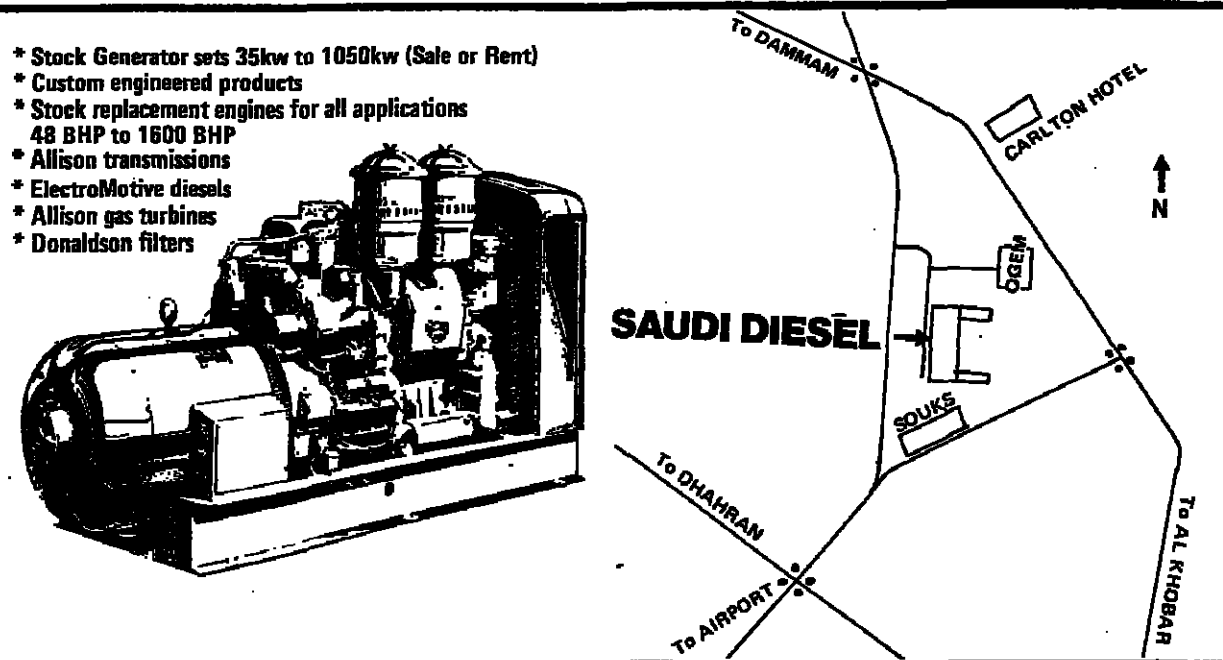 * Stock Generator sets 35kw to 1050kw (Sale or Rent)
* Custom engineered products
* Stock replacement engines for all applications
48 BHP to 1600 BHP
* Allison transmissions
* ElectroMotive diesels
* Allison gas turbines
* Donaldson filters
To DAMMAM
CARLTON HOTEL
N
OGEM
SAUDI DIESEL
SOUKS
To DHAHRAN
To AIRPORT
To AL KHOBAR